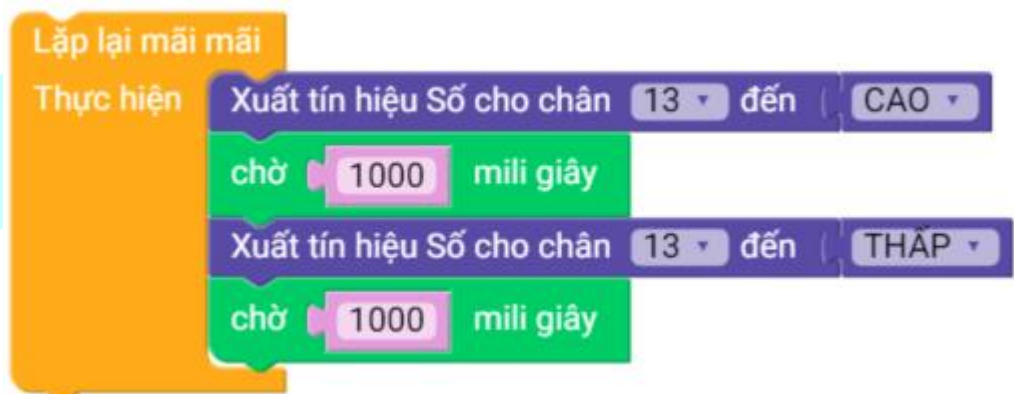 Lặp lại mãi mãi
Thực hiện Xuất tín hiệu Số cho chân 13 đến CAO
chờ 1000 mili giây
Xuất tín hiệu Số cho chân 13 đến THẤP
chờ 1000 mili giây